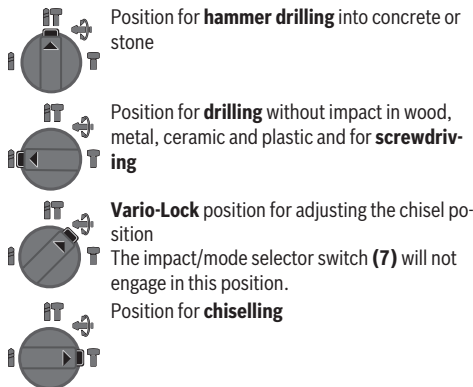 Position for hammer drilling into concrete or
stone
Position for drilling without impact in wood,
metal, ceramic and plastic and for screwdriv-
ing
Vario-Lock position for adjusting the chisel po-
sition
The impact/mode selector switch (7) will not
engage in this position.
Position for chiselling